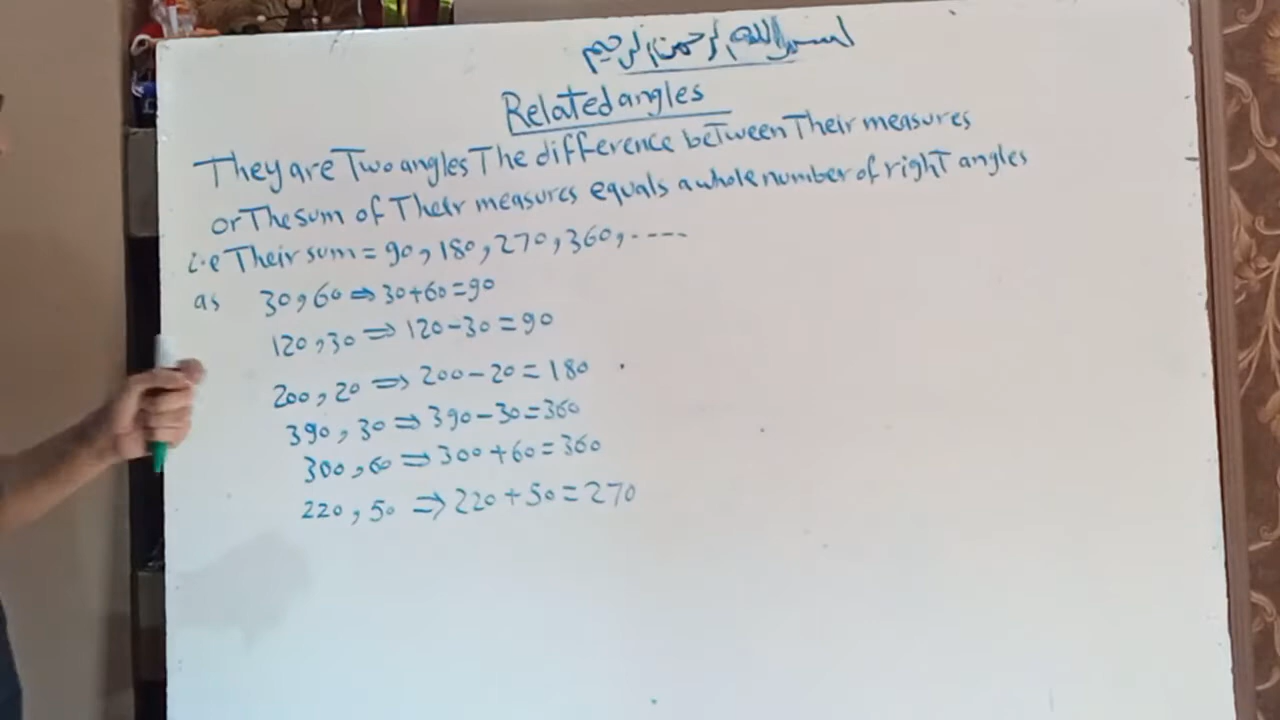 بسم الله الرحمن الرحيم
Related angles
They are Two angles The difference between Their measures
or The sum of Their measures equals a whole number of right angles
i.e Their sum = 90, 180, 270, 360, ----
as 30, 60 ⇒ 30+60=90
120, 30 ⇒ 120-30=90
200, 20 ⇒ 200-20=180
390, 30 ⇒ 390-30=360
300, 60 ⇒ 300+60=360
220, 50 ⇒ 220+50=270